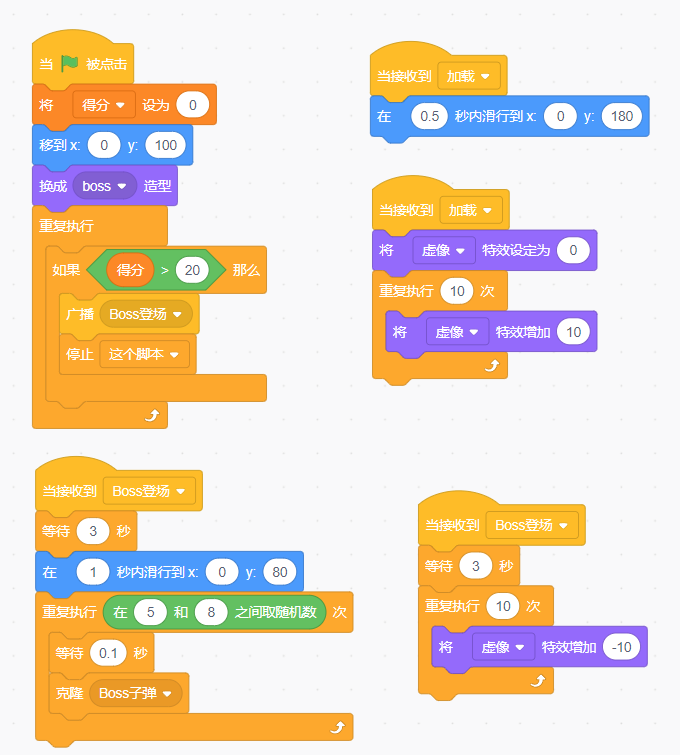 当 被点击
将 得分 设为 0
移到 x: 0 y: 100
换成 boss 造型
重复执行
如果 得分 > 20 那么
广播 Boss登场
停止 这个脚本
当接收到 加载
在 0.5 秒内滑行到 x: 0 y: 180
当接收到 加载
将 虚像 特效设定为 0
重复执行 10 次
将 虚像 特效增加 10
当接收到 Boss登场
等待 3 秒
在 1 秒内滑行到 x: 0 y: 80
重复执行 在 5 和 8 之间取随机数 次
等待 0.1 秒
克隆 Boss子弹
当接收到 Boss登场
等待 3 秒
重复执行 10 次
将 虚像 特效增加 -10